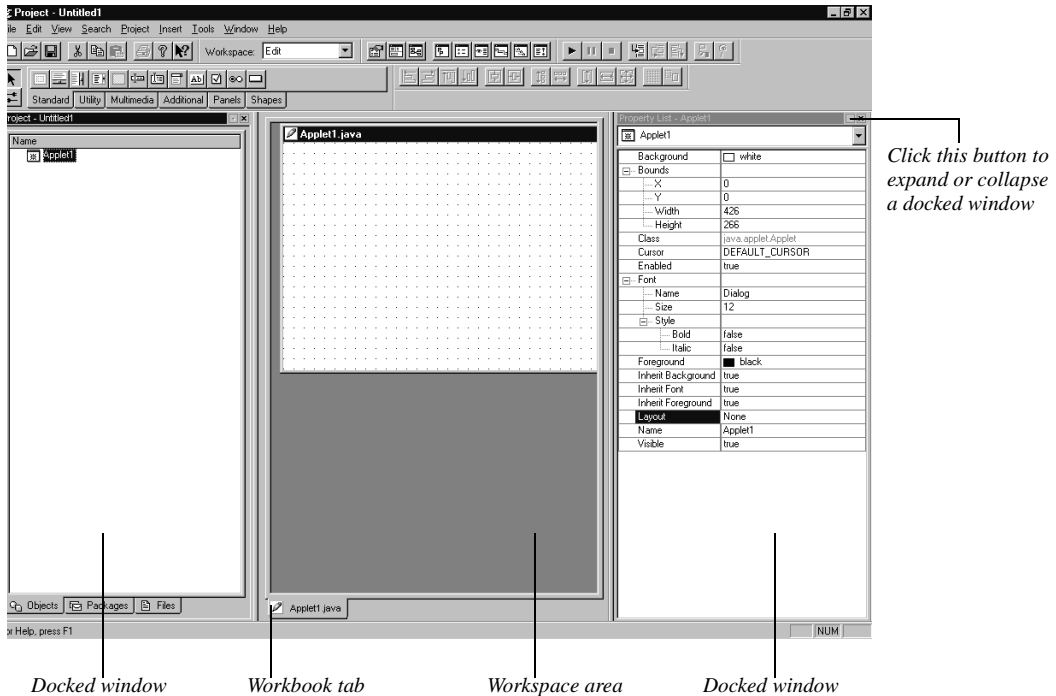 Project - Untitled1
ile Edit View Search Project Insert Tools Window Help
Workspace: Edit
Standard Utility Multimedia Additional Panels Shapes
roject - Untitled1
Name
Applet1
Applet1.java
Property List - Applet1
Applet1
Background white
Bounds
X 0
Y 0
Width 426
Height 266
Class java.applet.Applet
Cursor DEFAULT_CURSOR
Enabled true
Font
Name Dialog
Size 12
Style
Bold false
Italic false
Foreground black
Inherit Background true
Inherit Font true
Inherit Foreground true
Layout None
Name Applet1
Visible true
Click this button to
expand or collapse
a docked window
Objects Packages Files
Applet1.java
or Help, press F1
NUM
Docked window Workbook tab Workspace area Docked window